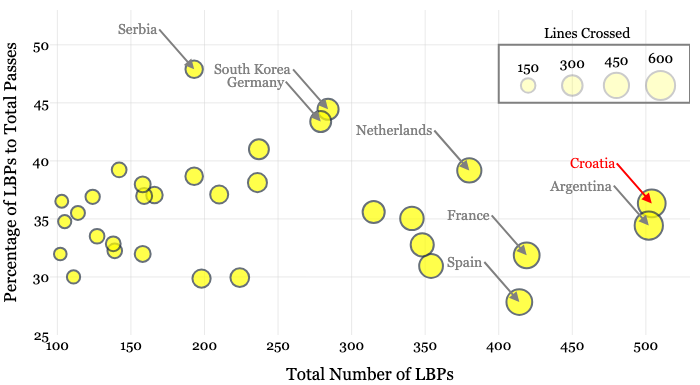 Serbia
South Korea
Germany
Netherlands
Croatia
Argentina
France
Spain
Lines Crossed
150 300 450 600
Percentage of LBPs to Total Passes
50
45
40
35
30
25
100 150 200 250 300 350 400 450 500
Total Number of LBPs